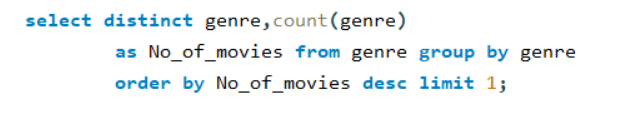 select distinct genre,count(genre)
as No_of_movies from genre group by genre
order by No_of_movies desc limit 1;